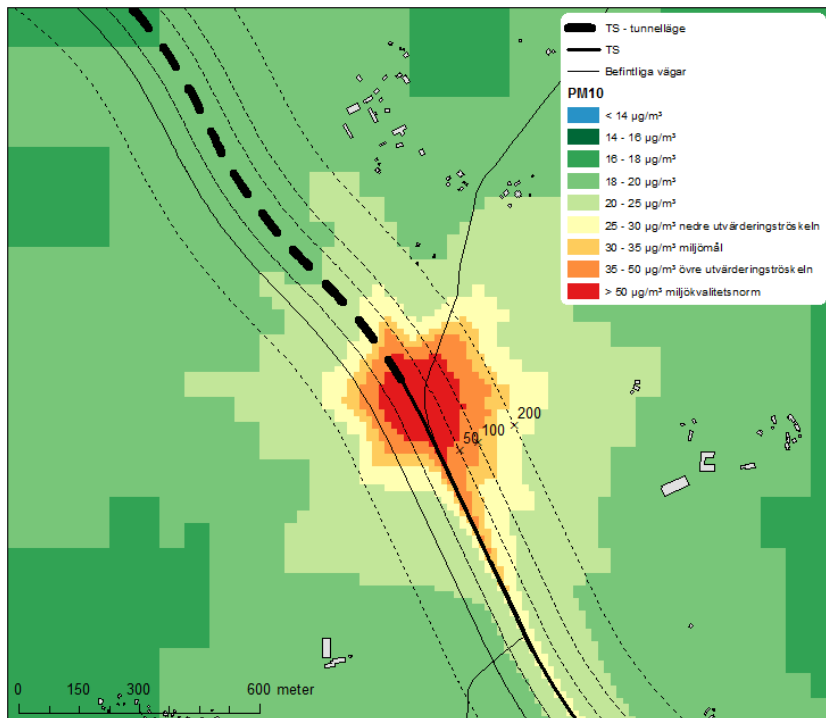 TS - tunnelläge
TS
Befintliga vägar
PM10
< 14 µg/m³
14 - 16 µg/m³
16 - 18 µg/m³
18 - 20 µg/m³
20 - 25 µg/m³
25 - 30 µg/m³ nedre utvärderingströskeln
30 - 35 µg/m³ miljömål
35 - 50 µg/m³ övre utvärderingströskeln
> 50 µg/m³ miljökvalitetsnorm
50 100 200
0 150 300 600 meter